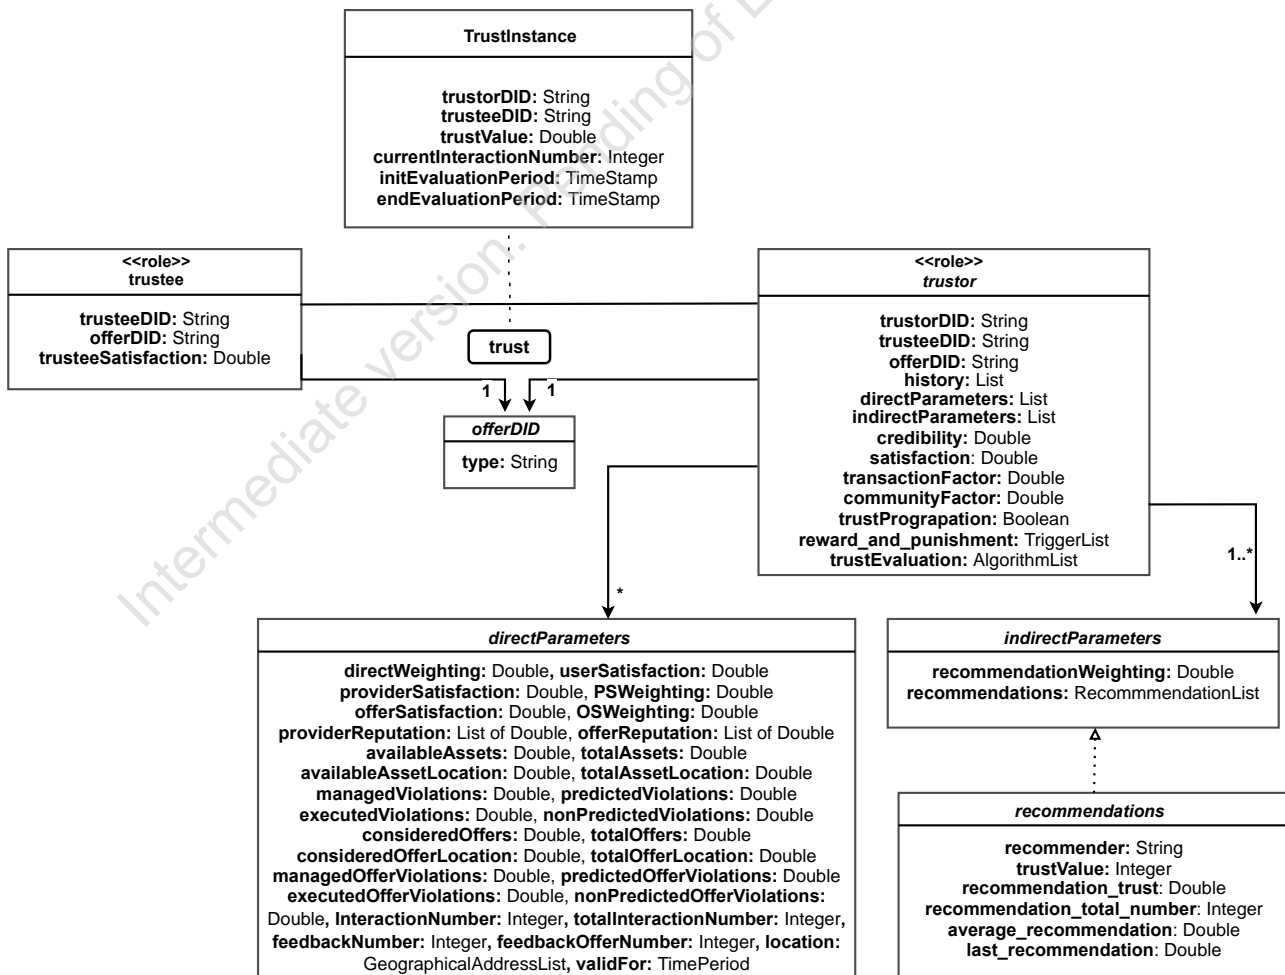 TrustInstance
trustorDID: String
trusteeDID: String
trustValue: Double
currentInteractionNumber: Integer
initEvaluationPeriod: TimeStamp
endEvaluationPeriod: TimeStamp
<<role>>
trustee
trusteeDID: String
offerDID: String
trusteeSatisfaction: Double
<<role>>
trustor
trustorDID: String
trusteeDID: String
offerDID: String
history: List
directParameters: List
indirectParameters: List
credibility: Double
satisfaction: Double
transactionFactor: Double
communityFactor: Double
trustPrograpation: Boolean
reward_and_punishment: TriggerList
trustEvaluation: AlgorithmList
trust
1
1
offerDID
type: String
*
1..*
directParameters
directWeighting: Double, userSatisfaction: Double
providerSatisfaction: Double, PSWeighting: Double
offerSatisfaction: Double, OSWeighting: Double
providerReputation: List of Double, offerReputation: List of Double
availableAssets: Double, totalAssets: Double
availableAssetLocation: Double, totalAssetLocation: Double
managedViolations: Double, predictedViolations: Double
executedViolations: Double, nonPredictedViolations: Double
consideredOffers: Double, totalOffers: Double
consideredOfferLocation: Double, totalOfferLocation: Double
managedOfferViolations: Double, predictedOfferViolations: Double
executedOfferViolations: Double, nonPredictedOfferViolations:
Double, InteractionNumber: Integer, totalInteractionNumber: Integer,
feedbackNumber: Integer, feedbackOfferNumber: Integer, location:
GeographicalAddressList, validFor: TimePeriod
indirectParameters
recommendationWeighting: Double
recommendations: RecommmendationList
recommendations
recommender: String
trustValue: Integer
recommendation_trust: Double
recommendation_total_number: Integer
average_recommendation: Double
last_recommendation: Double
Intermediate version. Pending of